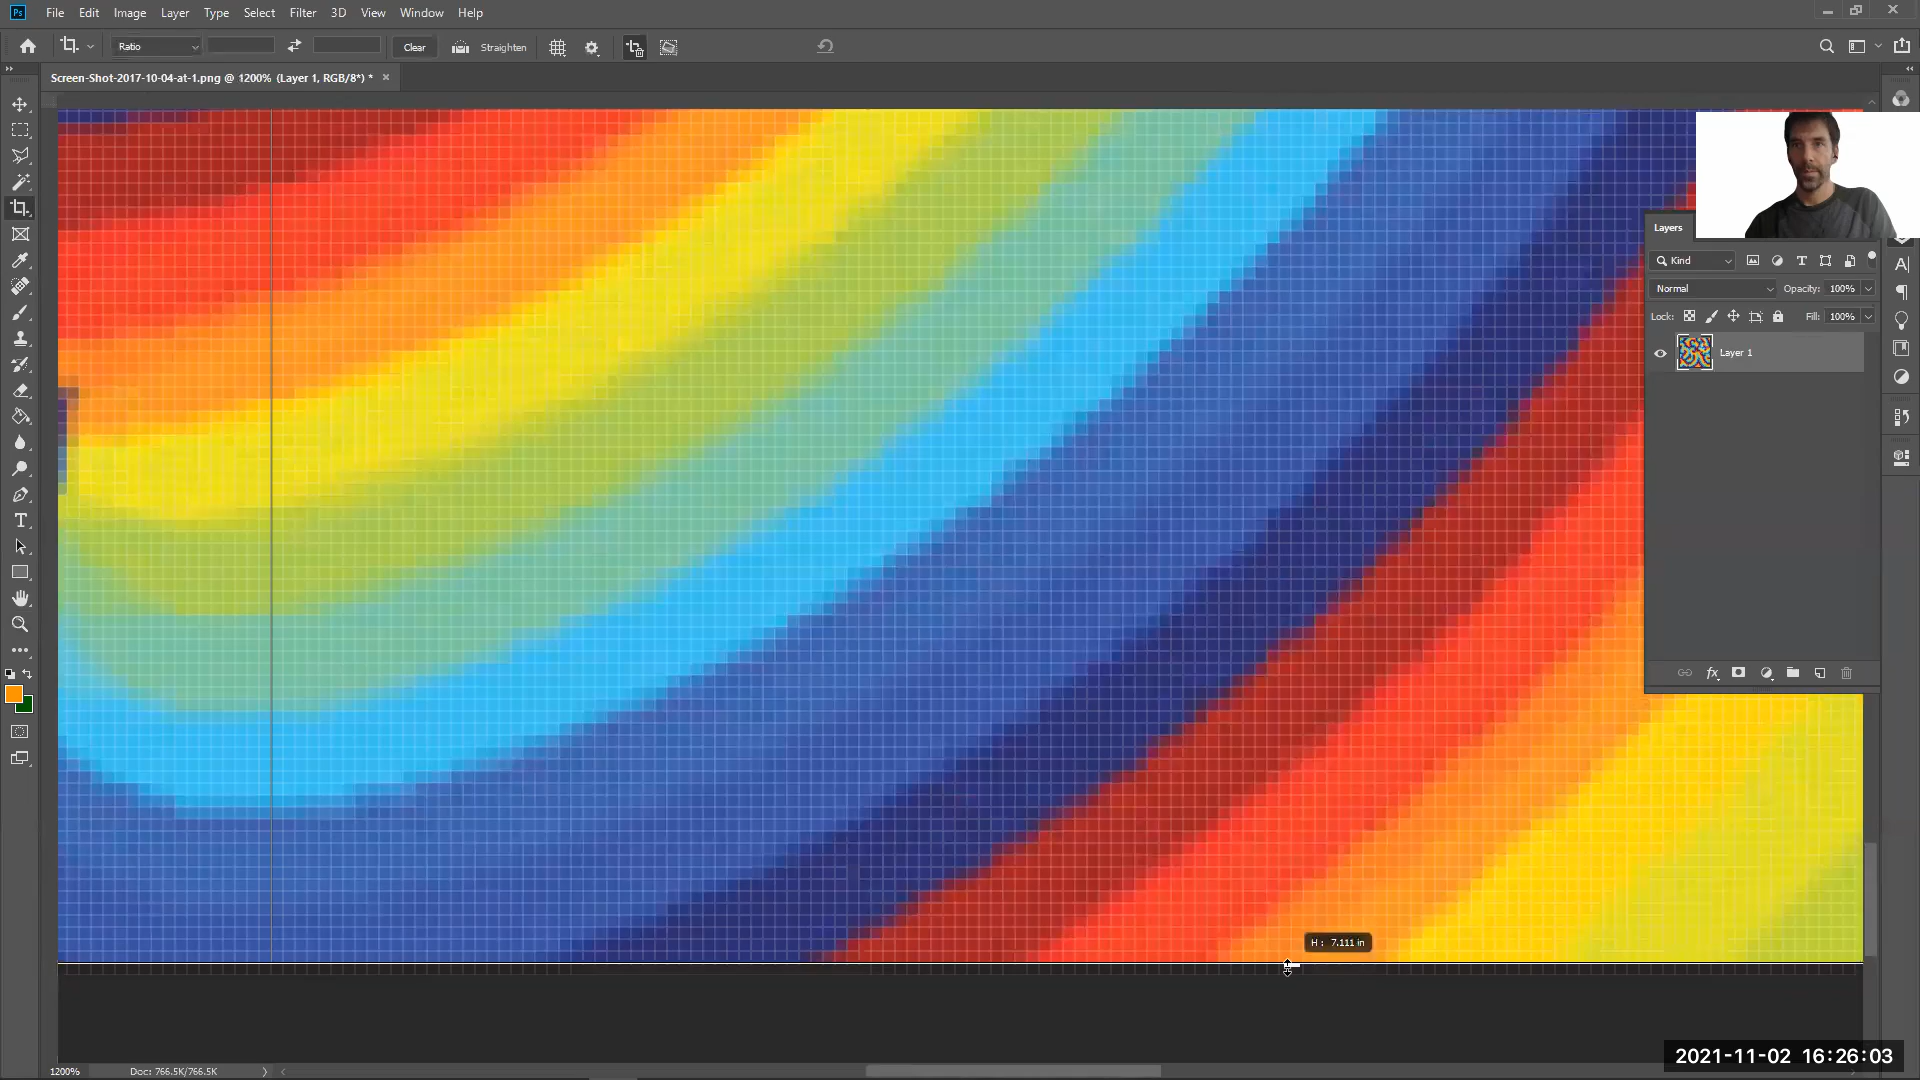 Ps File Edit Image Layer Type Select Filter 3D View Window Help
Ratio Clear Straighten
Screen-Shot-2017-10-04-at-1.png @ 1200% (Layer 1, RGB/8*) *
Layers
Kind
Normal Opacity: 100%
Lock: Fill: 100%
Layer 1
H : 7.111 in
2021-11-02 16:26:03
1200% Doc: 766.5K/766.5K